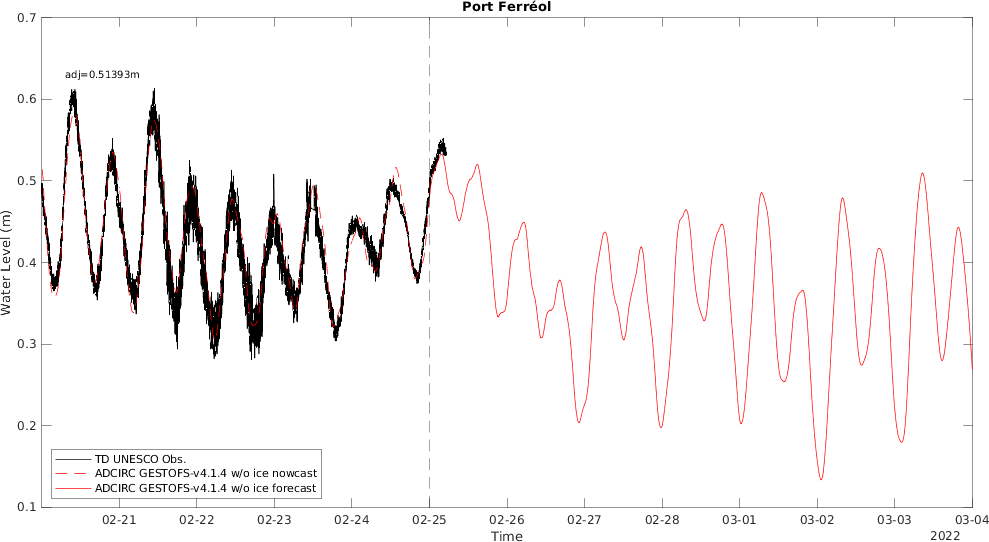 Port Ferréol
0.7
adj=0.51393m
0.6
0.5
0.4
0.3
0.2
0.1
Water Level (m)
TD UNESCO Obs.
ADCIRC GESTOFS-v4.1.4 w/o ice nowcast
ADCIRC GESTOFS-v4.1.4 w/o ice forecast
02-21 02-22 02-23 02-24 02-25 02-26 02-27 02-28 03-01 03-02 03-03 03-04
Time
2022